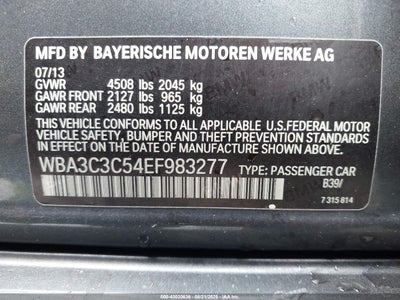 MFD BY BAYERISCHE MOTOREN WERKE AG
07/13
GVWR 4508 lbs 2045 kg
GAWR FRONT 2127 lbs 965 kg
GAWR REAR 2480 lbs 1125 kg
THIS VEHICLE CONFORMS TO ALL APPLICABLE U.S.FEDERAL MOTOR
VEHICLE SAFETY, BUMPER AND THEFT PREVENTION STANDARDS
IN EFFECT ON THE DATE OF MANUFACTURE SHOWN ABOVE.
WBA3C3C54EF983277 TYPE: PASSENGER CAR
B39/
7 315 814